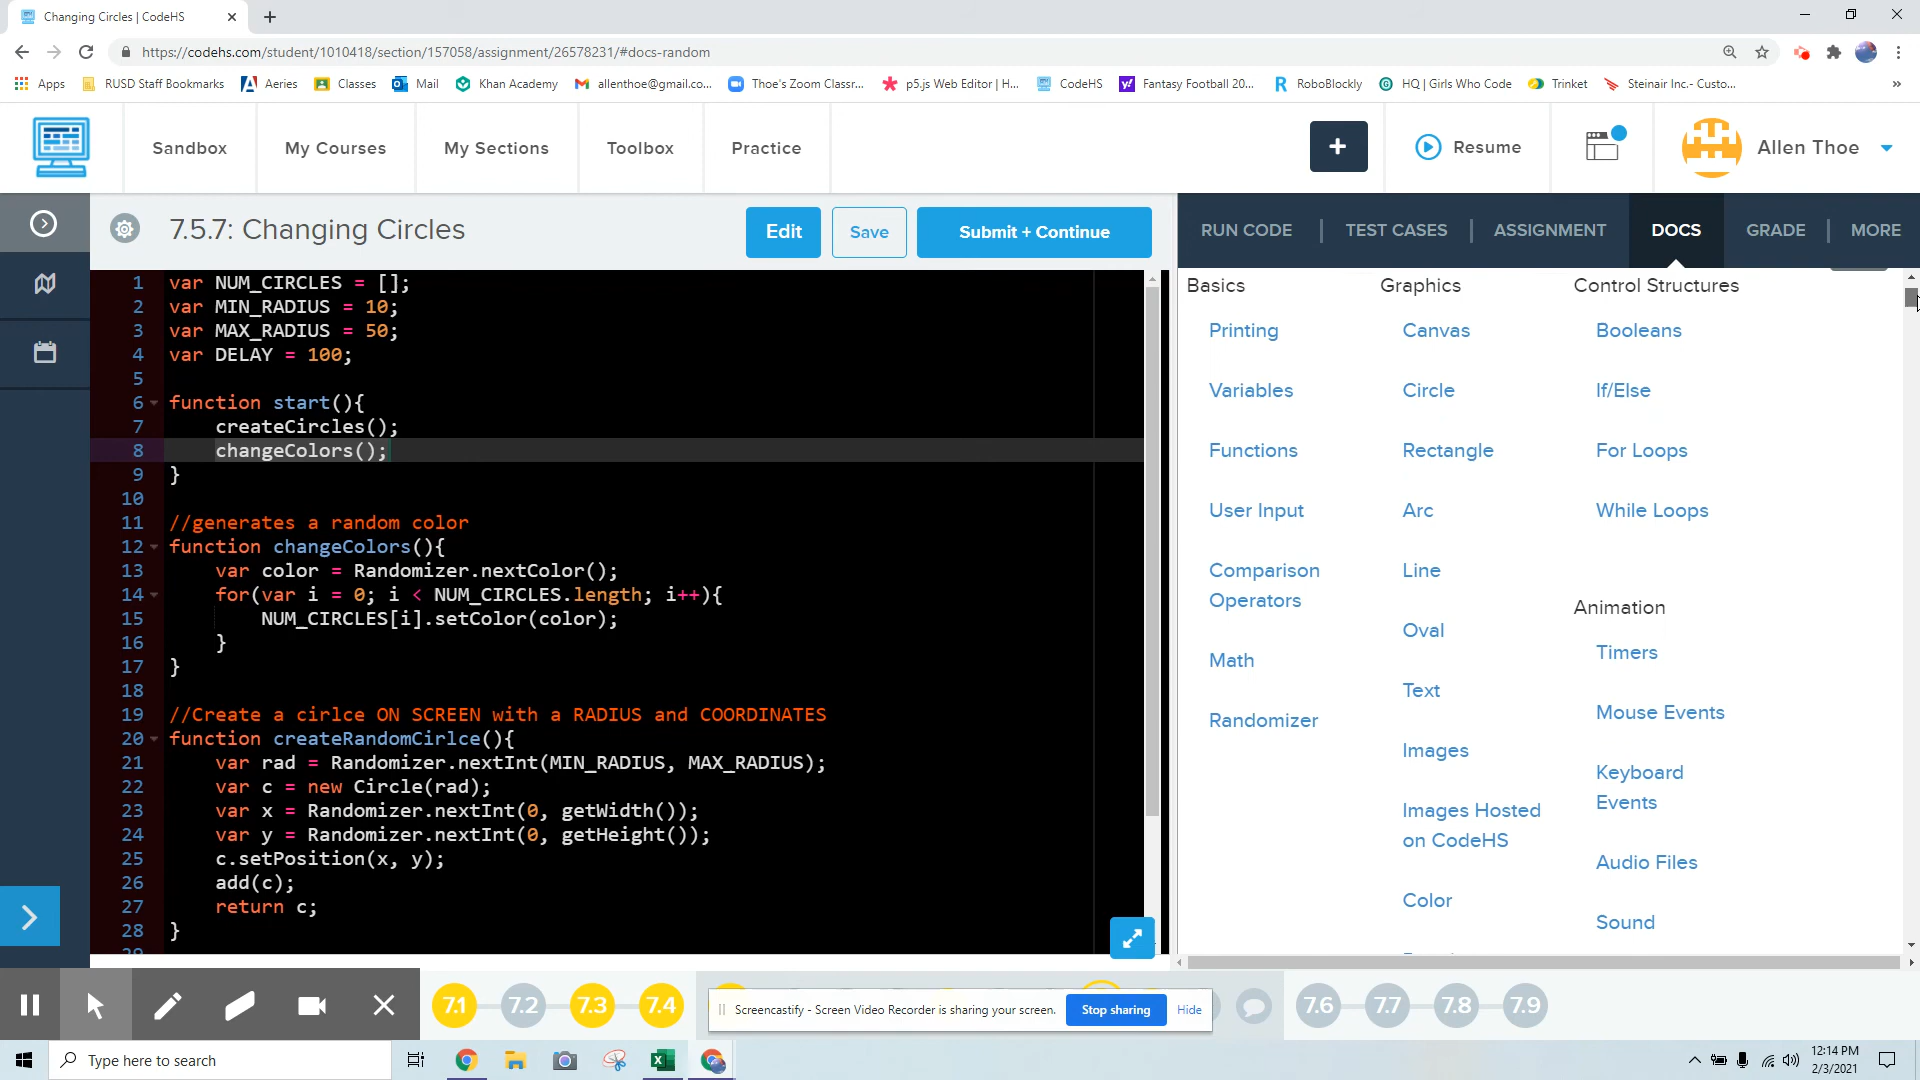 Changing Circles | CodeHS
https://codehs.com/student/1010418/section/157058/assignment/26578231/#docs-random
Apps RUSD Staff Bookmarks Aeries Classes Mail Khan Academy allenthoe@gmail.co... Thoe's Zoom Classr... p5.js Web Editor | H... CodeHS Fantasy Football 20... RoboBlockly HQ | Girls Who Code Trinket Steinair Inc.- Custo... »
Sandbox My Courses My Sections Toolbox Practice + Resume Allen Thoe
7.5.7: Changing Circles Edit Save Submit + Continue
RUN CODE | TEST CASES | ASSIGNMENT DOCS GRADE | MORE
1 var NUM_CIRCLES = [];
2 var MIN_RADIUS = 10;
3 var MAX_RADIUS = 50;
4 var DELAY = 100;
5
6 function start(){
7 createCircles();
8 changeColors();
9 }
10
11 //generates a random color
12 function changeColors(){
13 var color = Randomizer.nextColor();
14 for(var i = 0; i < NUM_CIRCLES.length; i++){
15 NUM_CIRCLES[i].setColor(color);
16 }
17 }
18
19 //Create a cirlce ON SCREEN with a RADIUS and COORDINATES
20 function createRandomCirlce(){
21 var rad = Randomizer.nextInt(MIN_RADIUS, MAX_RADIUS);
22 var c = new Circle(rad);
23 var x = Randomizer.nextInt(0, getWidth());
24 var y = Randomizer.nextInt(0, getHeight());
25 c.setPosition(x, y);
26 add(c);
27 return c;
28 }
Basics
Printing
Variables
Functions
User Input
Comparison
Operators
Math
Randomizer
Graphics
Canvas
Circle
Rectangle
Arc
Line
Oval
Text
Images
Images Hosted
on CodeHS
Color
Control Structures
Booleans
If/Else
For Loops
While Loops
Animation
Timers
Mouse Events
Keyboard
Events
Audio Files
Sound
7.1 7.2 7.3 7.4 7.6 7.7 7.8 7.9
Screencastify - Screen Video Recorder is sharing your screen. Stop sharing Hide
Type here to search
12:14 PM
2/3/2021